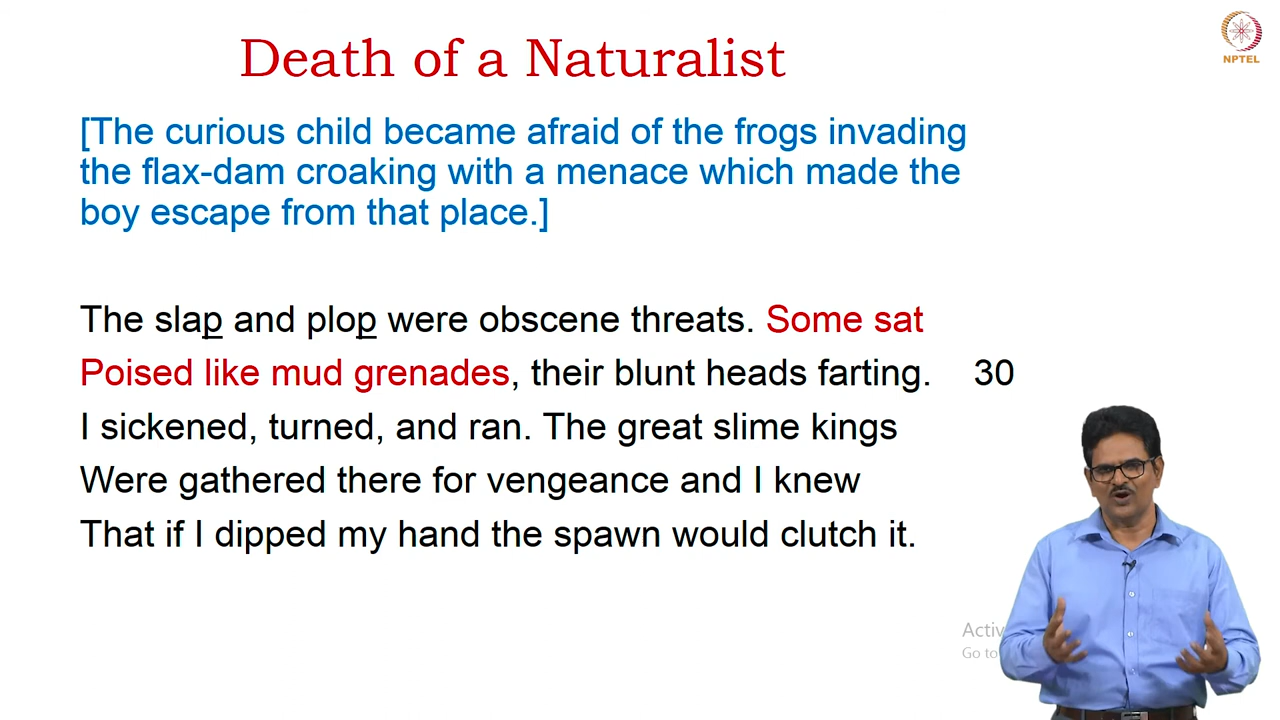 Death of a Naturalist
NPTEL
[The curious child became afraid of the frogs invading
the flax-dam croaking with a menace which made the
boy escape from that place.]
The slap and plop were obscene threats. Some sat
Poised like mud grenades, their blunt heads farting. 30
I sickened, turned, and ran. The great slime kings
Were gathered there for vengeance and I knew
That if I dipped my hand the spawn would clutch it.
Go to